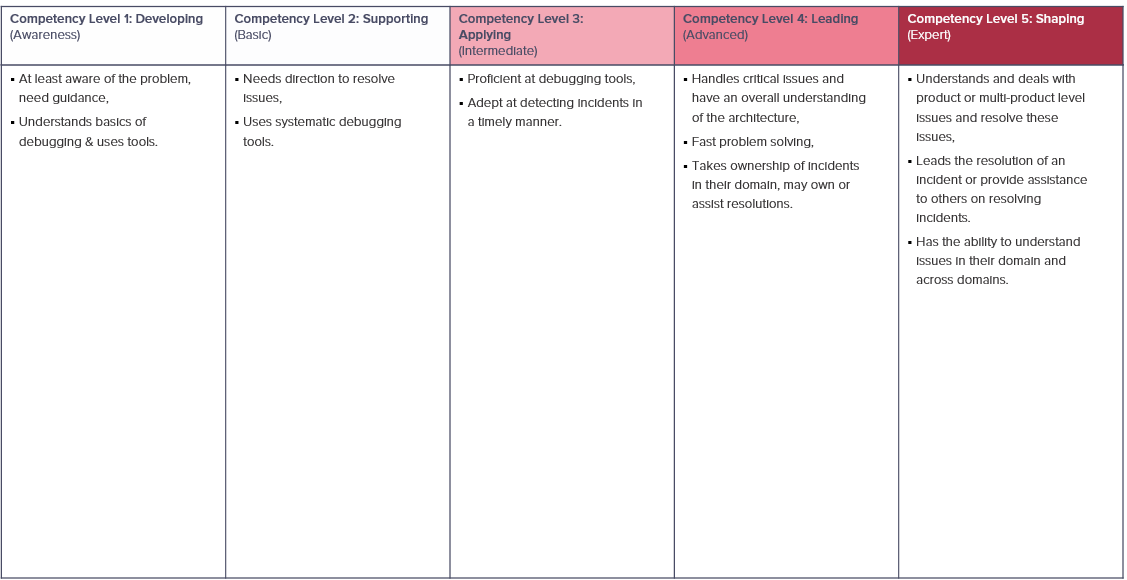 Competency Level 1: Developing
(Awareness)
Competency Level 2: Supporting
(Basic)
Competency Level 3:
Applying
(Intermediate)
Competency Level 4: Leading
(Advanced)
Competency Level 5: Shaping
(Expert)
▪ At least aware of the problem,
need guidance,
▪ Understands basics of
debugging & uses tools.
▪ Needs direction to resolve
issues,
▪ Uses systematic debugging
tools.
▪ Proficient at debugging tools,
▪ Adept at detecting incidents in
a timely manner.
▪ Handles critical issues and
have an overall understanding
of the architecture,
▪ Fast problem solving,
▪ Takes ownership of incidents
in their domain, may own or
assist resolutions.
▪ Understands and deals with
product or multi-product level
issues and resolve these
issues,
▪ Leads the resolution of an
incident or provide assistance
to others on resolving
incidents.
▪ Has the ability to understand
issues in their domain and
across domains.